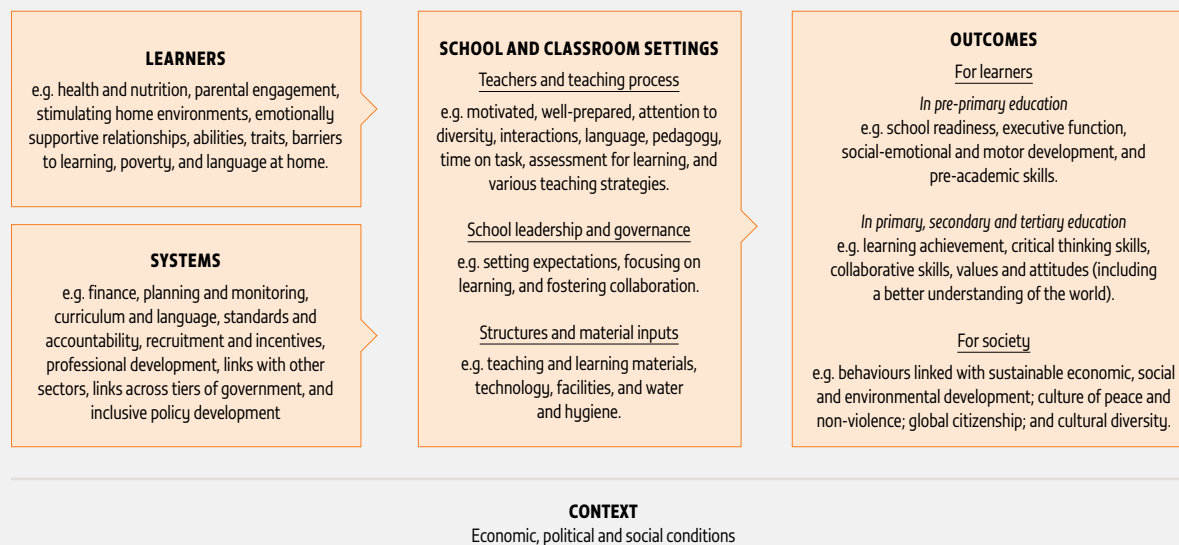 LEARNERS
e.g. health and nutrition, parental engagement,
stimulating home environments, emotionally
supportive relationships, abilities, traits, barriers
to learning, poverty, and language at home.
SYSTEMS
e.g. finance, planning and monitoring,
curriculum and language, standards and
accountability, recruitment and incentives,
professional development, links with other
sectors, links across tiers of government, and
inclusive policy development
SCHOOL AND CLASSROOM SETTINGS
Teachers and teaching process
e.g. motivated, well-prepared, attention to
diversity, interactions, language, pedagogy,
time on task, assessment for learning, and
various teaching strategies.
School leadership and governance
e.g. setting expectations, focusing on
learning, and fostering collaboration.
Structures and material inputs
e.g. teaching and learning materials,
technology, facilities, and water
and hygiene.
OUTCOMES
For learners
In pre-primary education
e.g. school readiness, executive function,
social-emotional and motor development, and
pre-academic skills.
In primary, secondary and tertiary education
e.g. learning achievement, critical thinking skills,
collaborative skills, values and attitudes (including
a better understanding of the world).
For society
e.g. behaviours linked with sustainable economic, social
and environmental development; culture of peace and
non-violence; global citizenship; and cultural diversity.
CONTEXT
Economic, political and social conditions